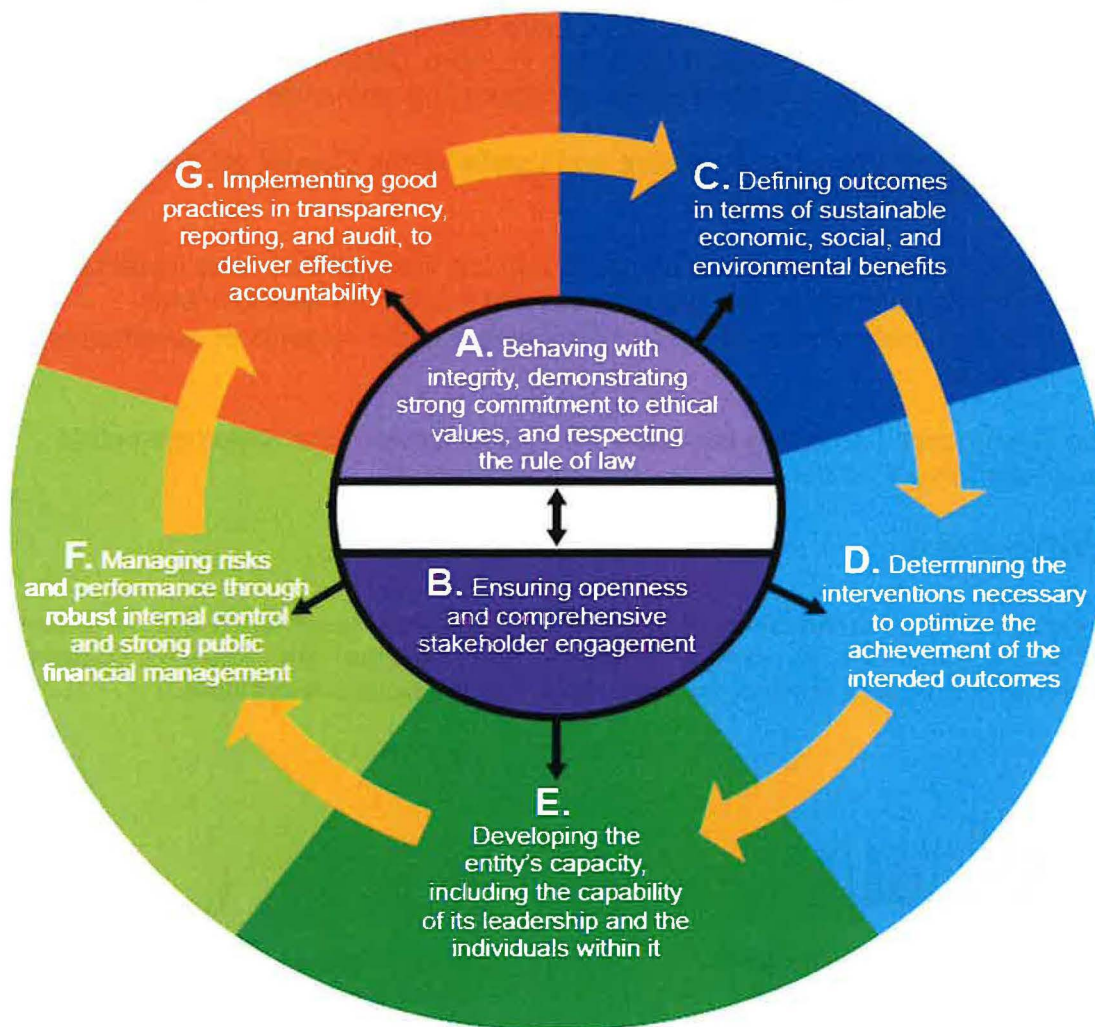 A. Behaving with
integrity, demonstrating
strong commitment to ethical
values, and respecting
the rule of law
B. Ensuring openness
and comprehensive
stakeholder engagement
C. Defining outcomes
in terms of sustainable
economic, social, and
environmental benefits
D. Determining the
interventions necessary
to optimize the
achievement of the
intended outcomes
E.
Developing the
entity's capacity,
including the capability
of its leadership and the
individuals within it
F. Managing risks
and performance through
robust internal control
and strong public
financial management
G. Implementing good
practices in transparency,
reporting, and audit, to
deliver effective
accountability